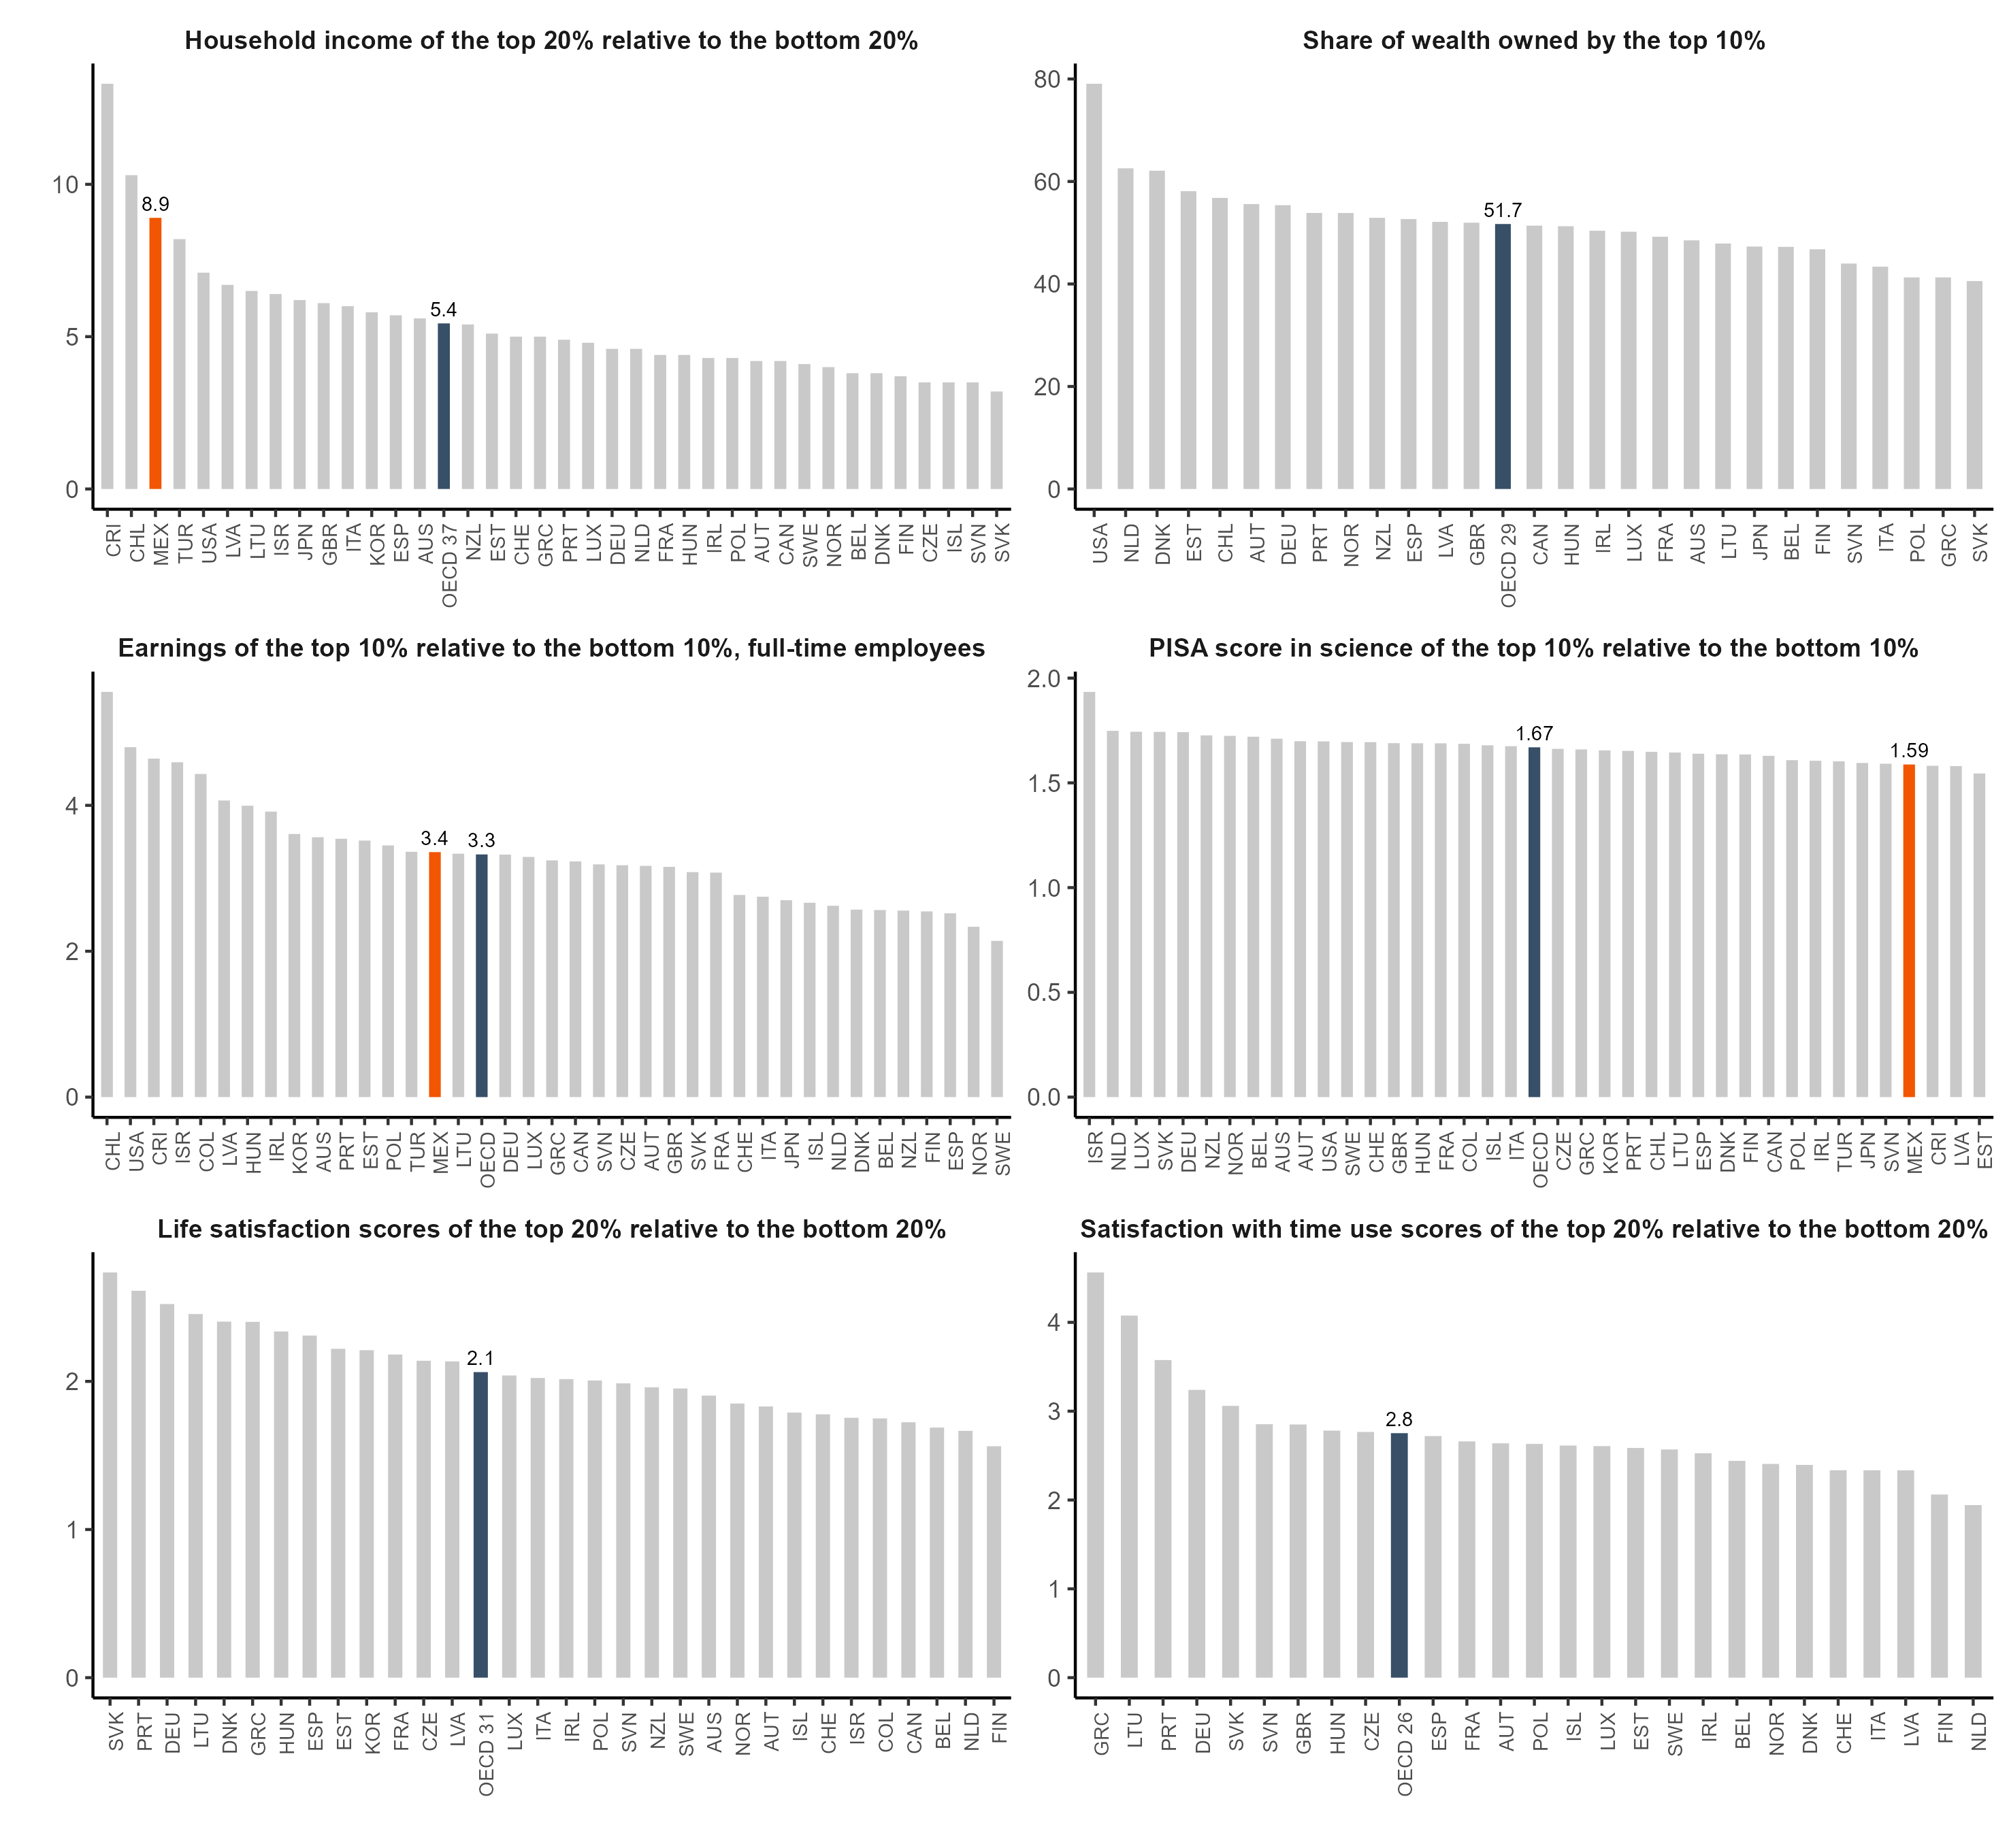 Household income of the top 20% relative to the bottom 20%
10
5
0
8.9
5.4
CRI CHL MEX TUR USA LVA LTU ISR JPN GBR ITA KOR ESP AUS OECD 37 NZL EST CHE GRC PRT LUX DEU NLD FRA HUN IRL POL AUT CAN SWE NOR BEL DNK FIN CZE ISL SVN SVK
Share of wealth owned by the top 10%
80
60
40
20
0
51.7
USA NLD DNK EST CHL AUT DEU PRT NOR NZL ESP LVA GBR OECD 29 CAN HUN IRL LUX FRA AUS LTU JPN BEL FIN SVN ITA POL GRC SVK
Earnings of the top 10% relative to the bottom 10%, full-time employees
4
2
0
3.4
3.3
CHL USA CRI ISR COL LVA HUN IRL KOR AUS PRT EST POL TUR MEX LTU OECD DEU LUX GRC CAN SVN CZE AUT GBR SVK FRA CHE ITA JPN ISL NLD DNK BEL NZL FIN ESP NOR SWE
PISA score in science of the top 10% relative to the bottom 10%
2.0
1.5
1.0
0.5
0.0
1.67
1.59
ISR NLD LUX SVK DEU NZL NOR BEL AUS AUT USA SWE CHE GBR HUN FRA COL ISL ITA OECD CZE GRC KOR PRT CHL LTU ESP DNK FIN CAN POL IRL TUR JPN SVN MEX CRI LVA EST
Life satisfaction scores of the top 20% relative to the bottom 20%
2
1
0
2.1
SVK PRT DEU LTU DNK GRC HUN ESP EST KOR FRA CZE LVA OECD 31 LUX ITA IRL POL SVN NZL SWE AUS NOR AUT ISL CHE ISR COL CAN BEL NLD FIN
Satisfaction with time use scores of the top 20% relative to the bottom 20%
4
3
2
1
0
2.8
GRC LTU PRT DEU SVK SVN GBR HUN CZE OECD 26 ESP FRA AUT POL ISL LUX EST SWE IRL BEL NOR DNK CHE ITA LVA FIN NLD